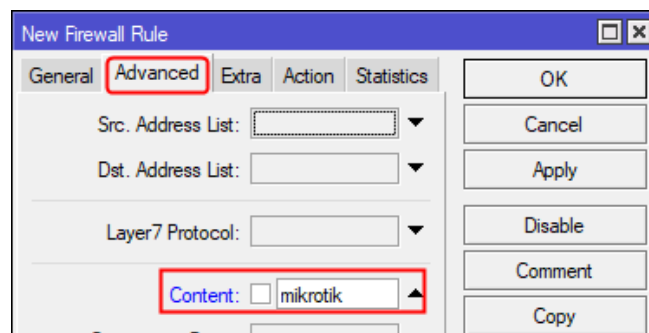 New Firewall Rule
General Advanced Extra Action Statistics
OK
Src. Address List:
Cancel
Dst. Address List:
Apply
Layer7 Protocol:
Disable
Comment
Content: mikrotik
Copy